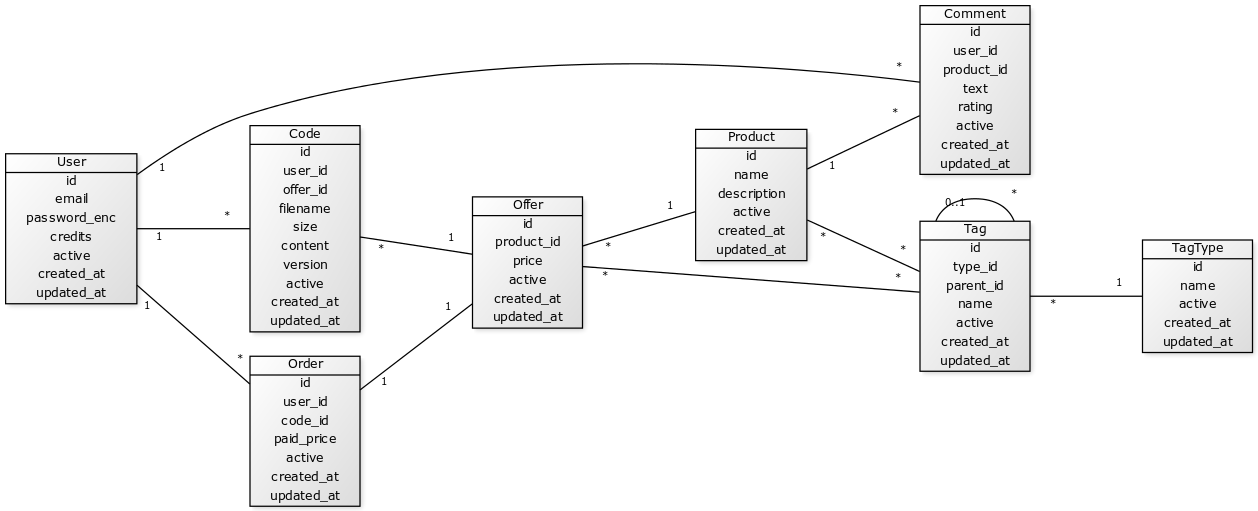 User
id
email
password_enc
credits
active
created_at
updated_at
1
1
1
Code
id
user_id
offer_id
filename
size
content
version
active
created_at
updated_at
*
*
Order
id
user_id
code_id
paid_price
active
created_at
updated_at
*
1
Offer
id
product_id
price
active
created_at
updated_at
1
1
*
*
Product
id
name
description
active
created_at
updated_at
1
1
*
Comment
id
user_id
product_id
text
rating
active
created_at
updated_at
*
*
Tag
id
type_id
parent_id
name
active
created_at
updated_at
0..1
*
*
*
*
TagType
id
name
active
created_at
updated_at
1